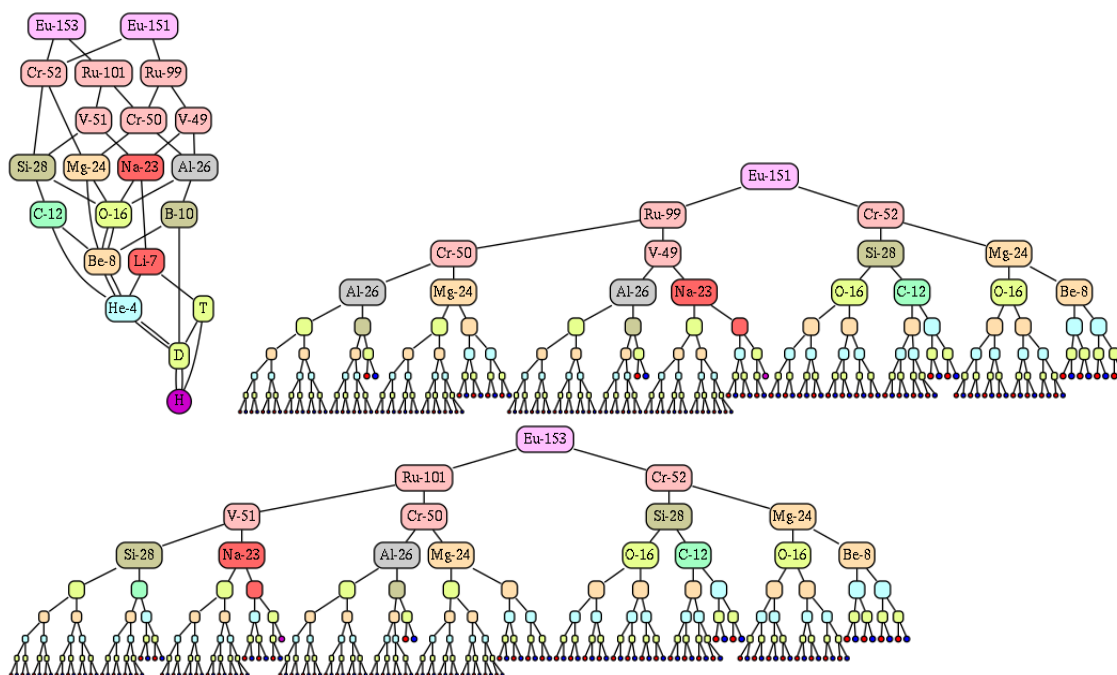 Eu-153 Eu-151
Cr-52 Ru-101 Ru-99
V-51 Cr-50 V-49
Si-28 Mg-24 Na-23 Al-26
C-12 O-16 B-10
Be-8 Li-7
He-4 T
D
H
Eu-151
Ru-99 Cr-52
Cr-50 V-49 Si-28 Mg-24
Al-26 Mg-24 Al-26 Na-23 O-16 C-12 O-16 Be-8
Eu-153
Ru-101 Cr-52
V-51 Cr-50 Si-28 Mg-24
Si-28 Na-23 Al-26 Mg-24 O-16 C-12 O-16 Be-8